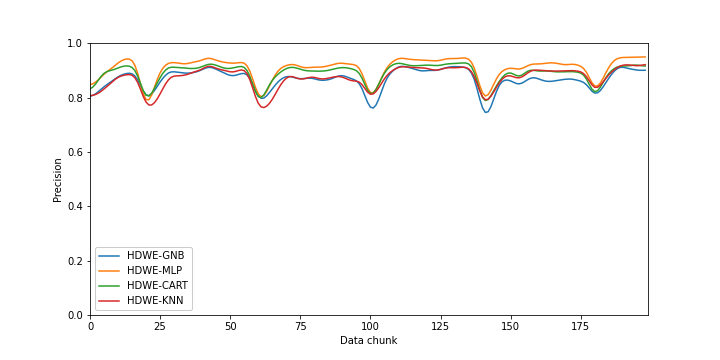 1.0
0.8
0.6
0.4
0.2
0.0
Precision
HDWE-GNB
HDWE-MLP
HDWE-CART
HDWE-KNN
0 25 50 75 100 125 150 175
Data chunk